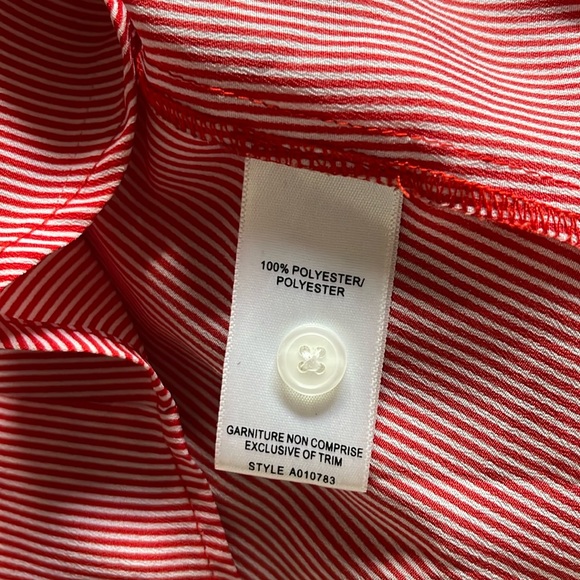 100% POLYESTER/
POLYESTER
GARNITURE NON COMPRISE
EXCLUSIVE OF TRIM
STYLE A010783